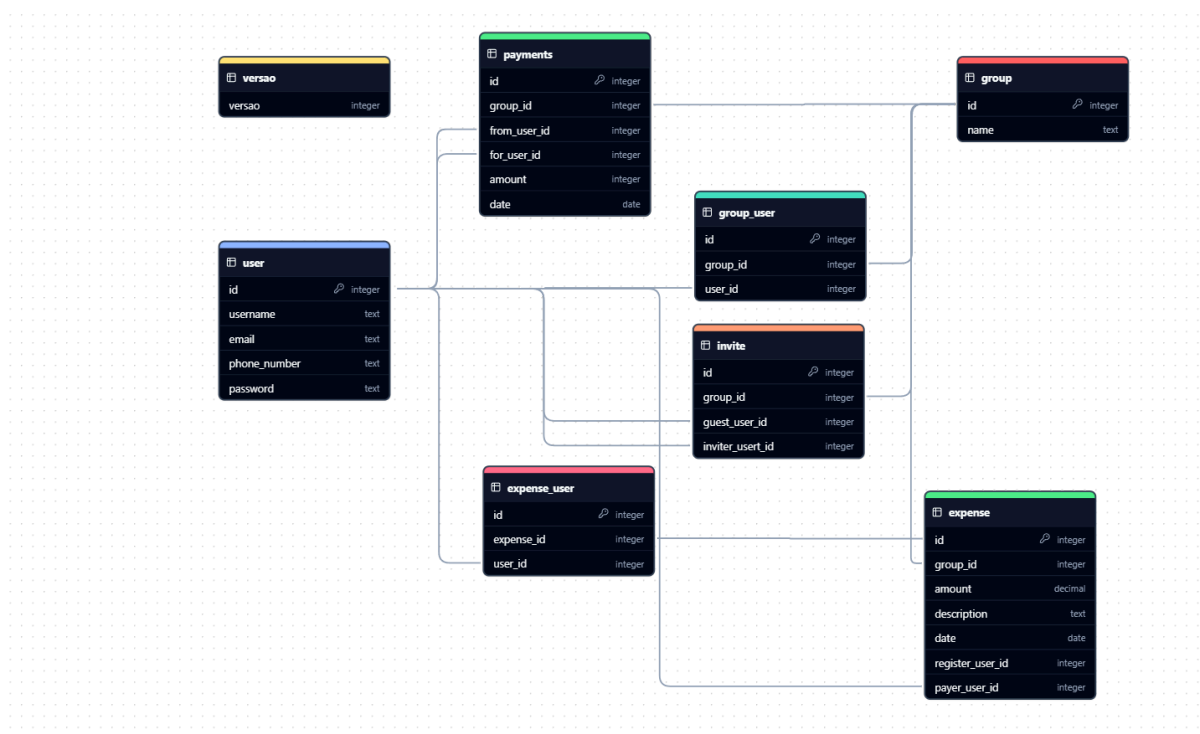 versao
versao integer
payments
id integer
group_id integer
from_user_id integer
for_user_id integer
amount integer
date date
group
id integer
name text
group_user
id integer
group_id integer
user_id integer
user
id integer
username text
email text
phone_number text
password text
invite
id integer
group_id integer
guest_user_id integer
inviter_usert_id integer
expense_user
id integer
expense_id integer
user_id integer
expense
id integer
group_id integer
amount decimal
description text
date date
register_user_id integer
payer_user_id integer